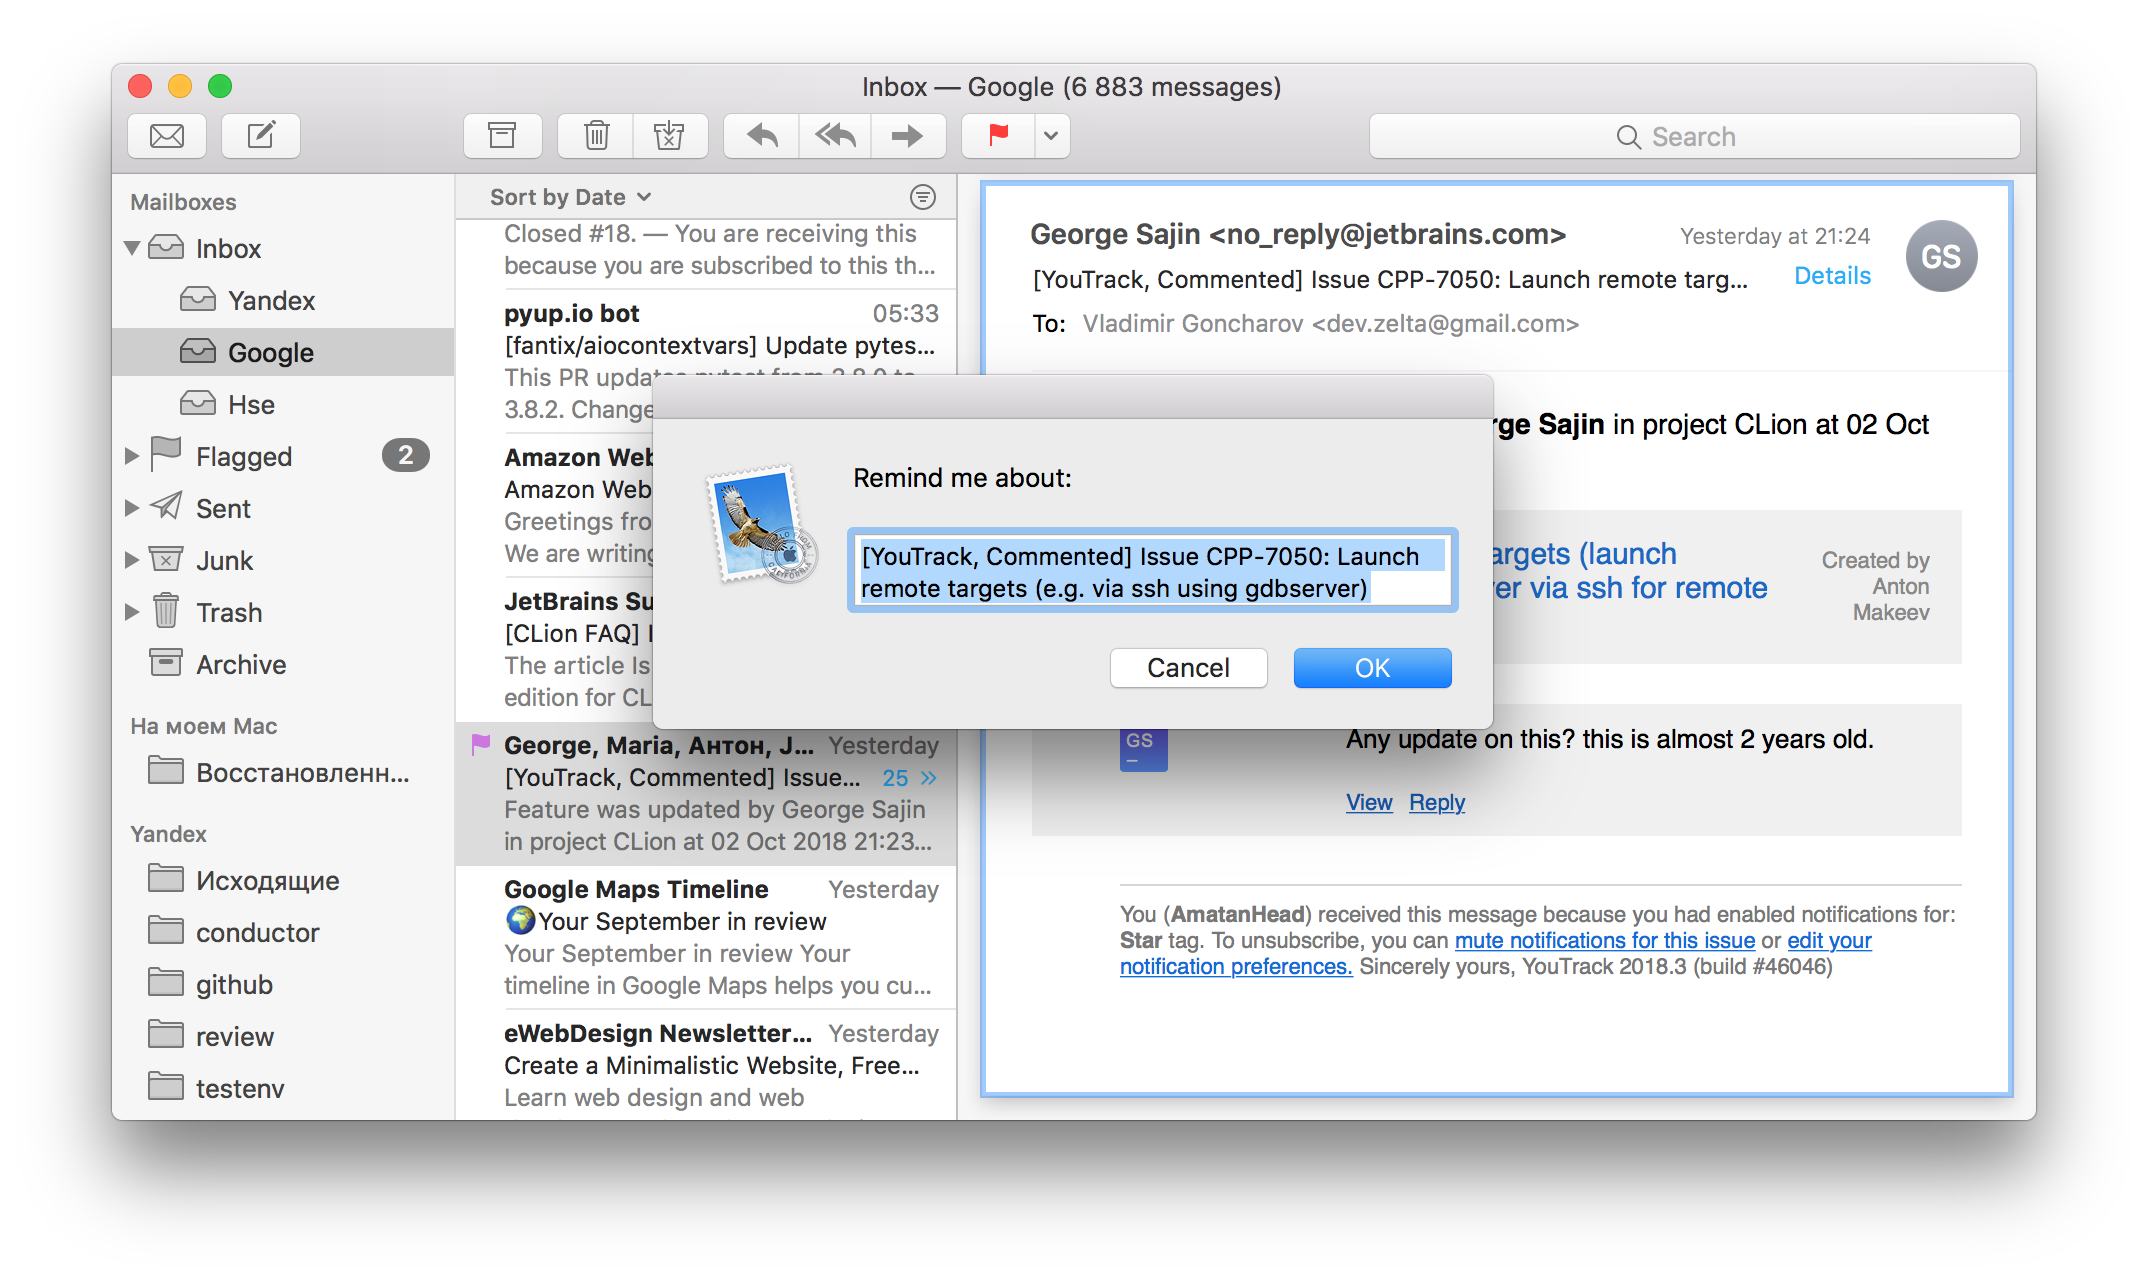 Inbox — Google (6 883 messages)
Search
Mailboxes
Inbox
Yandex
Google
Hse
Flagged
2
Sent
Junk
Trash
Archive
На моем Mac
Восстановленн...
Yandex
Исходящие
conductor
github
review
testenv
Sort by Date
Closed #18. — You are receiving this
because you are subscribed to this th...
pyup.io bot 05:33
[fantix/aiocontextvars] Update pytes...
This PR updates pytest from 3.8.0 to
3.8.2. Change
Amazon Web
Amazon Web
Greetings fro
We are writing
JetBrains Su
[CLion FAQ] I
The article Is
edition for CL
George, Maria, Антон, J... Yesterday
[YouTrack, Commented] Issue... 25 »
Feature was updated by George Sajin
in project CLion at 02 Oct 2018 21:23...
Google Maps Timeline Yesterday
🌍Your September in review
Your September in review Your
timeline in Google Maps helps you cu...
eWebDesign Newsletter... Yesterday
Create a Minimalistic Website, Free...
Learn web design and web
George Sajin <no_reply@jetbrains.com> Yesterday at 21:24
GS
[YouTrack, Commented] Issue CPP-7050: Launch remote targ... Details
To: Vladimir Goncharov <dev.zelta@gmail.com>
rge Sajin in project CLion at 02 Oct
argets (launch
er via ssh for remote
Created by
Anton
Makeev
GS
Any update on this? this is almost 2 years old.
View Reply
You (AmatanHead) received this message because you had enabled notifications for:
Star tag. To unsubscribe, you can mute notifications for this issue or edit your
notification preferences. Sincerely yours, YouTrack 2018.3 (build #46046)
Remind me about:
[YouTrack, Commented] Issue CPP-7050: Launch
remote targets (e.g. via ssh using gdbserver)
Cancel OK